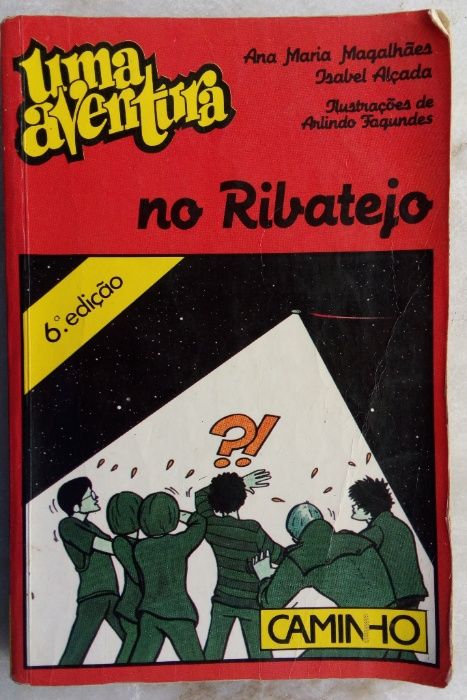 uma
aventura
Ana Maria Magalhães
Isabel Alçada
Ilustrações de
Arlindo Fagundes
no Ribatejo
6.ª edição
?!
CAMINHO